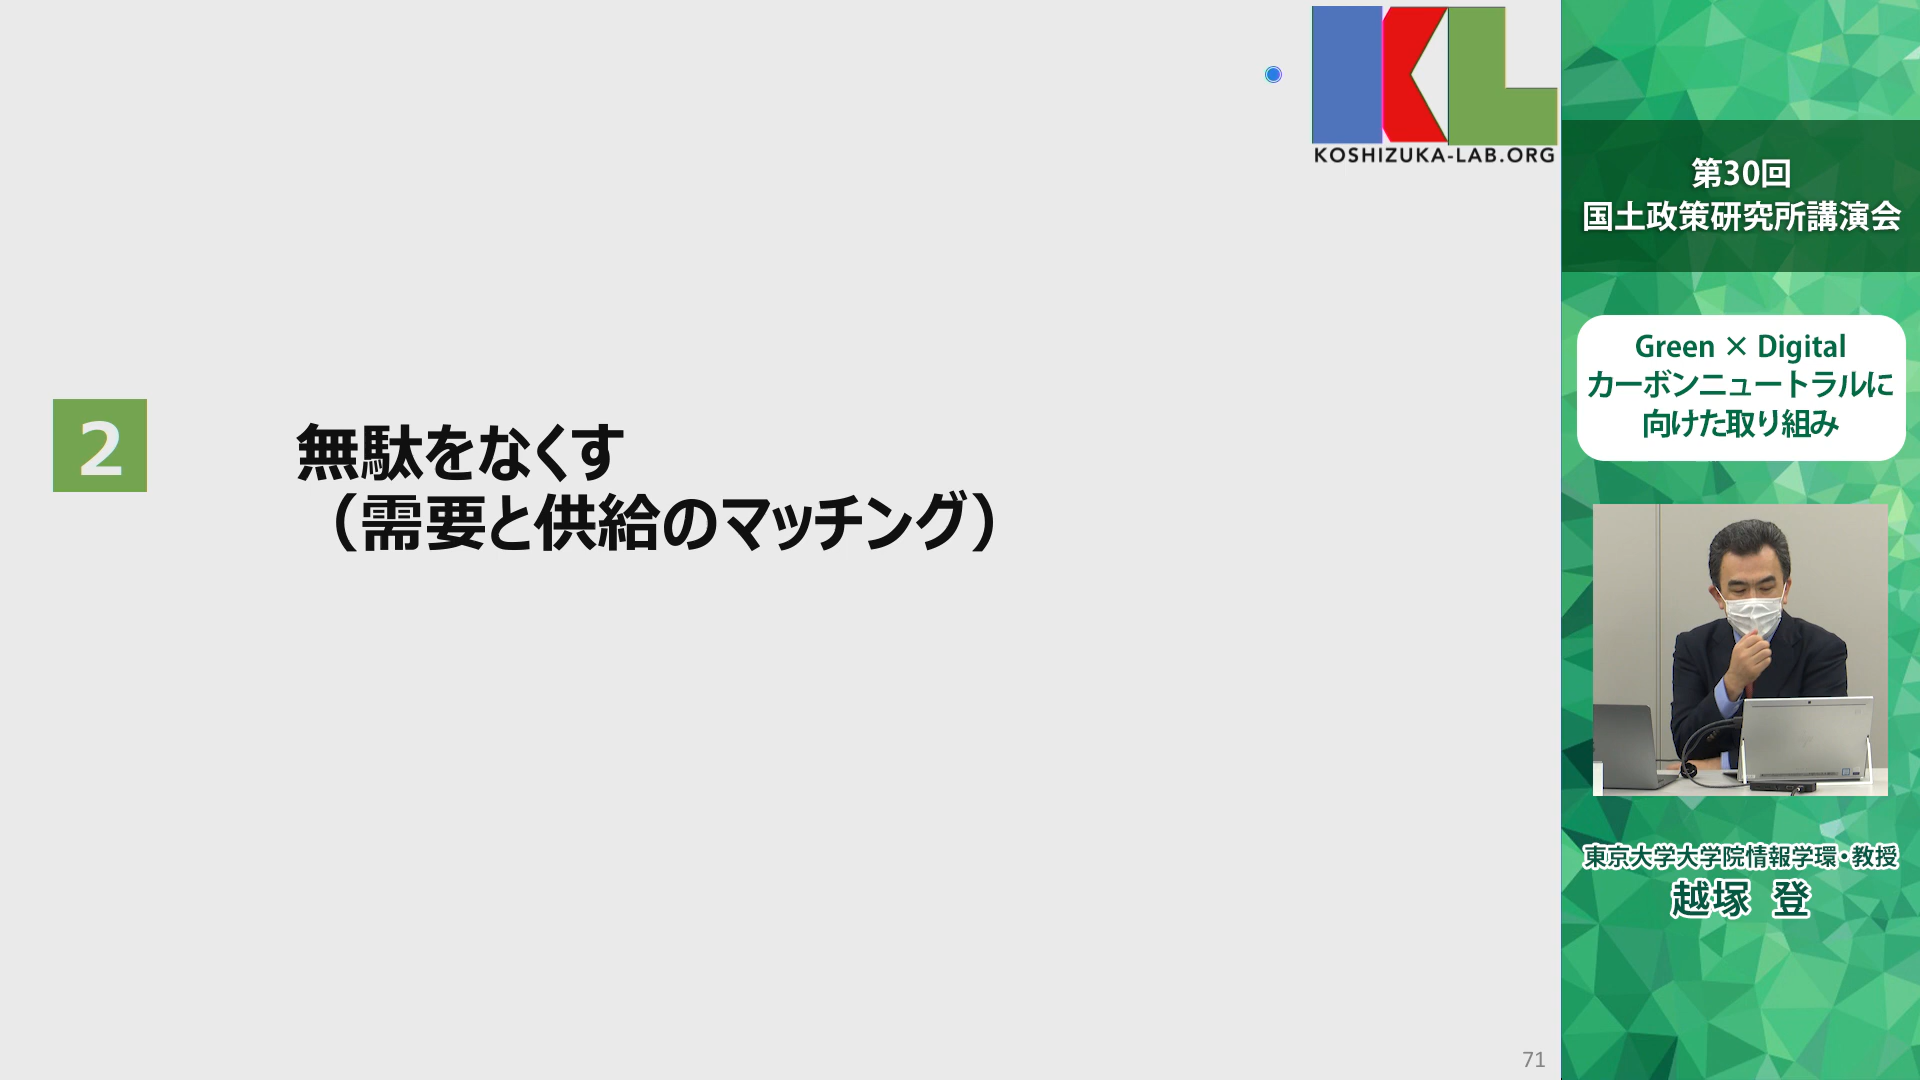 KOSHIZUKA-LAB.ORG
2
無駄をなくす
（需要と供給のマッチング）
71
第30回
国土政策研究所講演会
Green × Digital
カーボンニュートラルに
向けた取り組み
東京大学大学院情報学環・教授
越塚 登